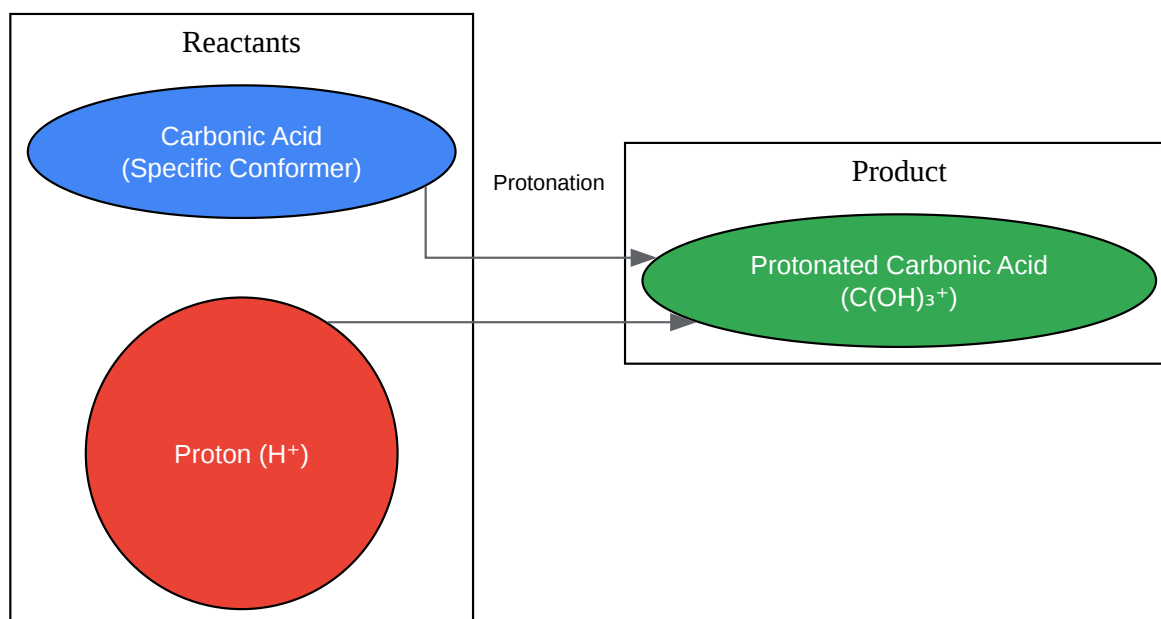 Reactants
Carbonic Acid
(Specific Conformer)
Protonation
Product
Protonated Carbonic Acid
(C(OH)₃⁺)
Proton (H⁺)